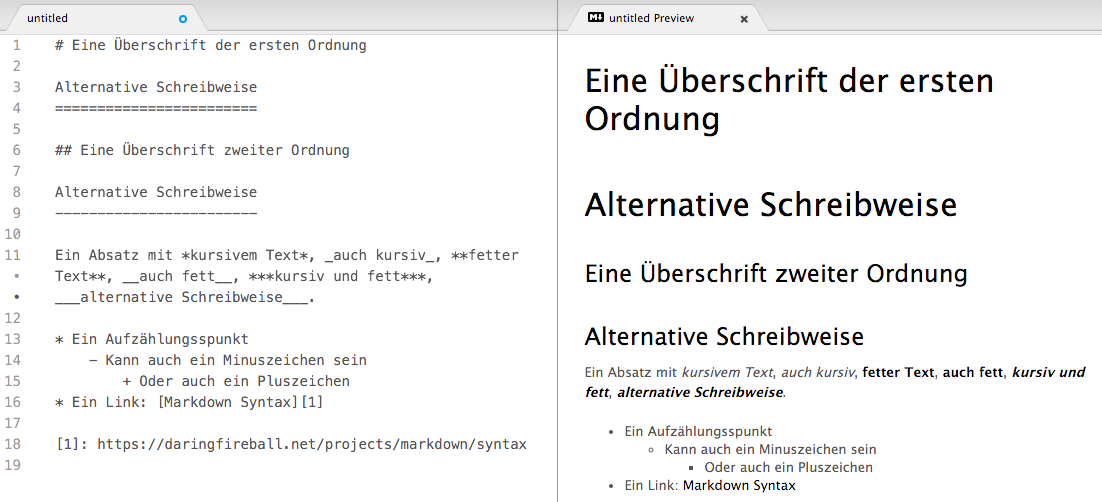 untitled
1 # Eine Überschrift der ersten Ordnung
2
3 Alternative Schreibweise
4 ========================
5
6 ## Eine Überschrift zweiter Ordnung
7
8 Alternative Schreibweise
9 ------------------------
10
11 Ein Absatz mit *kursivem Text*, _auch kursiv_, **fetter
• Text**, __auch fett__, ***kursiv und fett***,
• ___alternative Schreibweise___.
12
13 * Ein Aufzählungsspunkt
14     - Kann auch ein Minuszeichen sein
15         + Oder auch ein Pluszeichen
16 * Ein Link: [Markdown Syntax][1]
17
18 [1]: https://daringfireball.net/projects/markdown/syntax
19
untitled Preview
Eine Überschrift der ersten
Ordnung
Alternative Schreibweise
Eine Überschrift zweiter Ordnung
Alternative Schreibweise
Ein Absatz mit kursivem Text, auch kursiv, fetter Text, auch fett, kursiv und
fett, alternative Schreibweise.
• Ein Aufzählungsspunkt
◦ Kann auch ein Minuszeichen sein
▪ Oder auch ein Pluszeichen
• Ein Link: Markdown Syntax